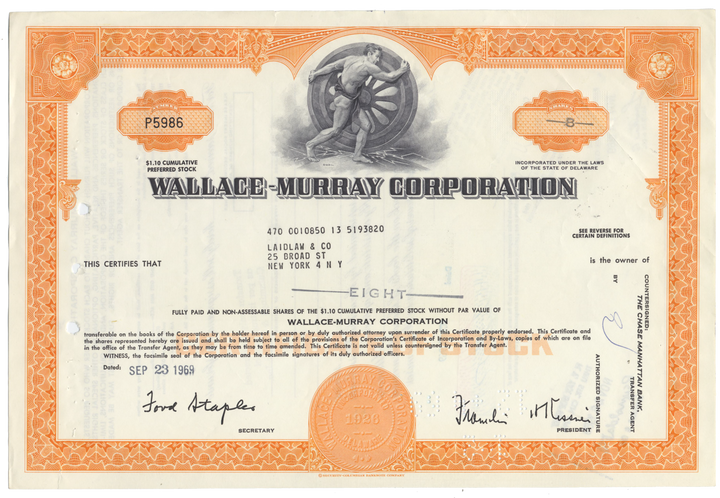 NUMBER
P5986
SHARES
—8—
$1.10 CUMULATIVE
PREFERRED STOCK
INCORPORATED UNDER THE LAWS
OF THE STATE OF DELAWARE
WALLACE-MURRAY CORPORATION
470 0010850 13 5193820
SEE REVERSE FOR
CERTAIN DEFINITIONS
LAIDLAW & CO
25 BROAD ST
NEW YORK 4 N Y
THIS CERTIFIES THAT
is the owner of
—EIGHT—
FULLY PAID AND NON-ASSESSABLE SHARES OF THE $1.10 CUMULATIVE PREFERRED STOCK WITHOUT PAR VALUE OF
WALLACE-MURRAY CORPORATION
transferable on the books of the Corporation by the holder hereof in person or by duly authorized attorney upon surrender of this Certificate properly endorsed. This Certificate and
the shares represented hereby are issued and shall be held subject to all of the provisions of the Corporation's Certificate of Incorporation and By-Laws, copies of which are on file
in the office of the Transfer Agent, as they may be from time to time amended. This Certificate is not valid unless countersigned by the Transfer Agent.
WITNESS, the facsimile seal of the Corporation and the facsimile signatures of its duly authorized officers.
Dated: SEP 23 1969
Ford Staples
SECRETARY
PRESIDENT
COUNTERSIGNED:
THE CHASE MANHATTAN BANK,
TRANSFER AGENT
BY
AUTHORIZED SIGNATURE